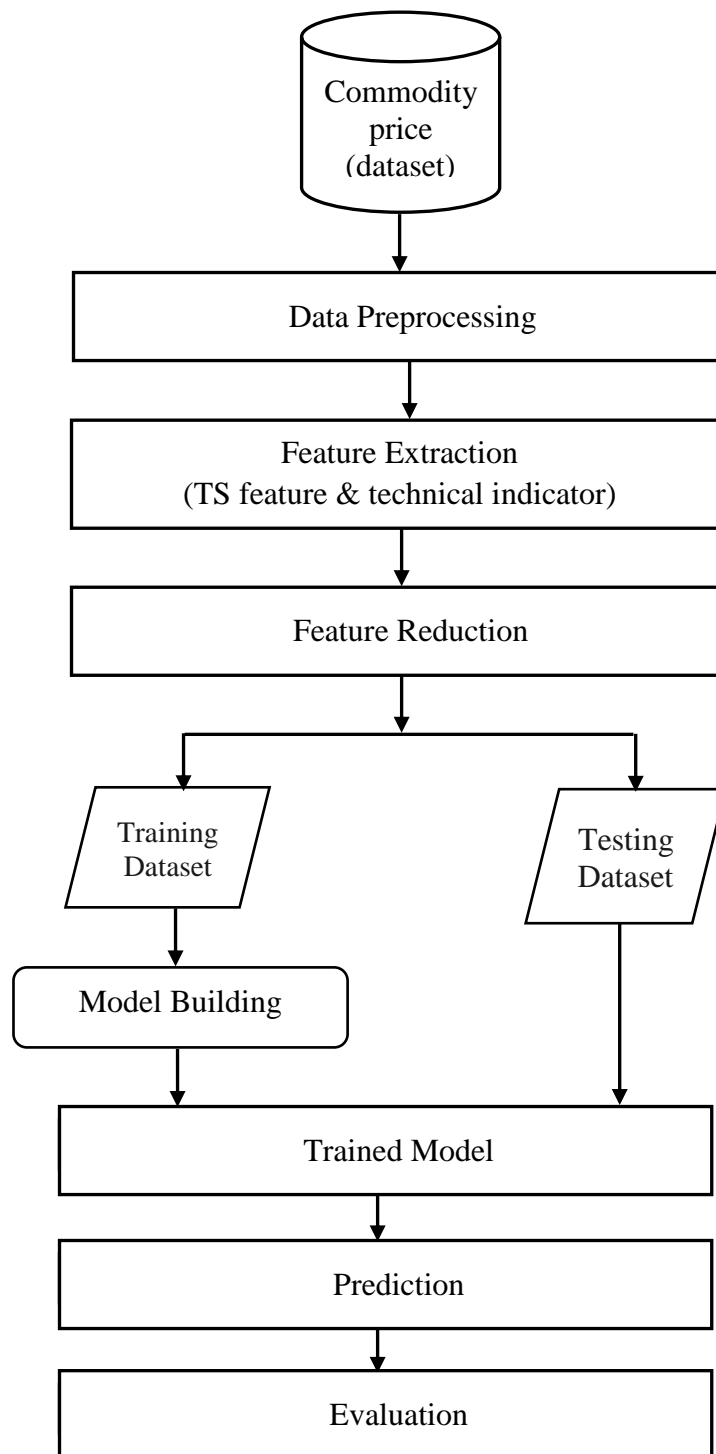 Commodity
price
(dataset)
Data Preprocessing
Feature Extraction
(TS feature & technical indicator)
Feature Reduction
Training
Dataset
Testing
Dataset
Model Building
Trained Model
Prediction
Evaluation